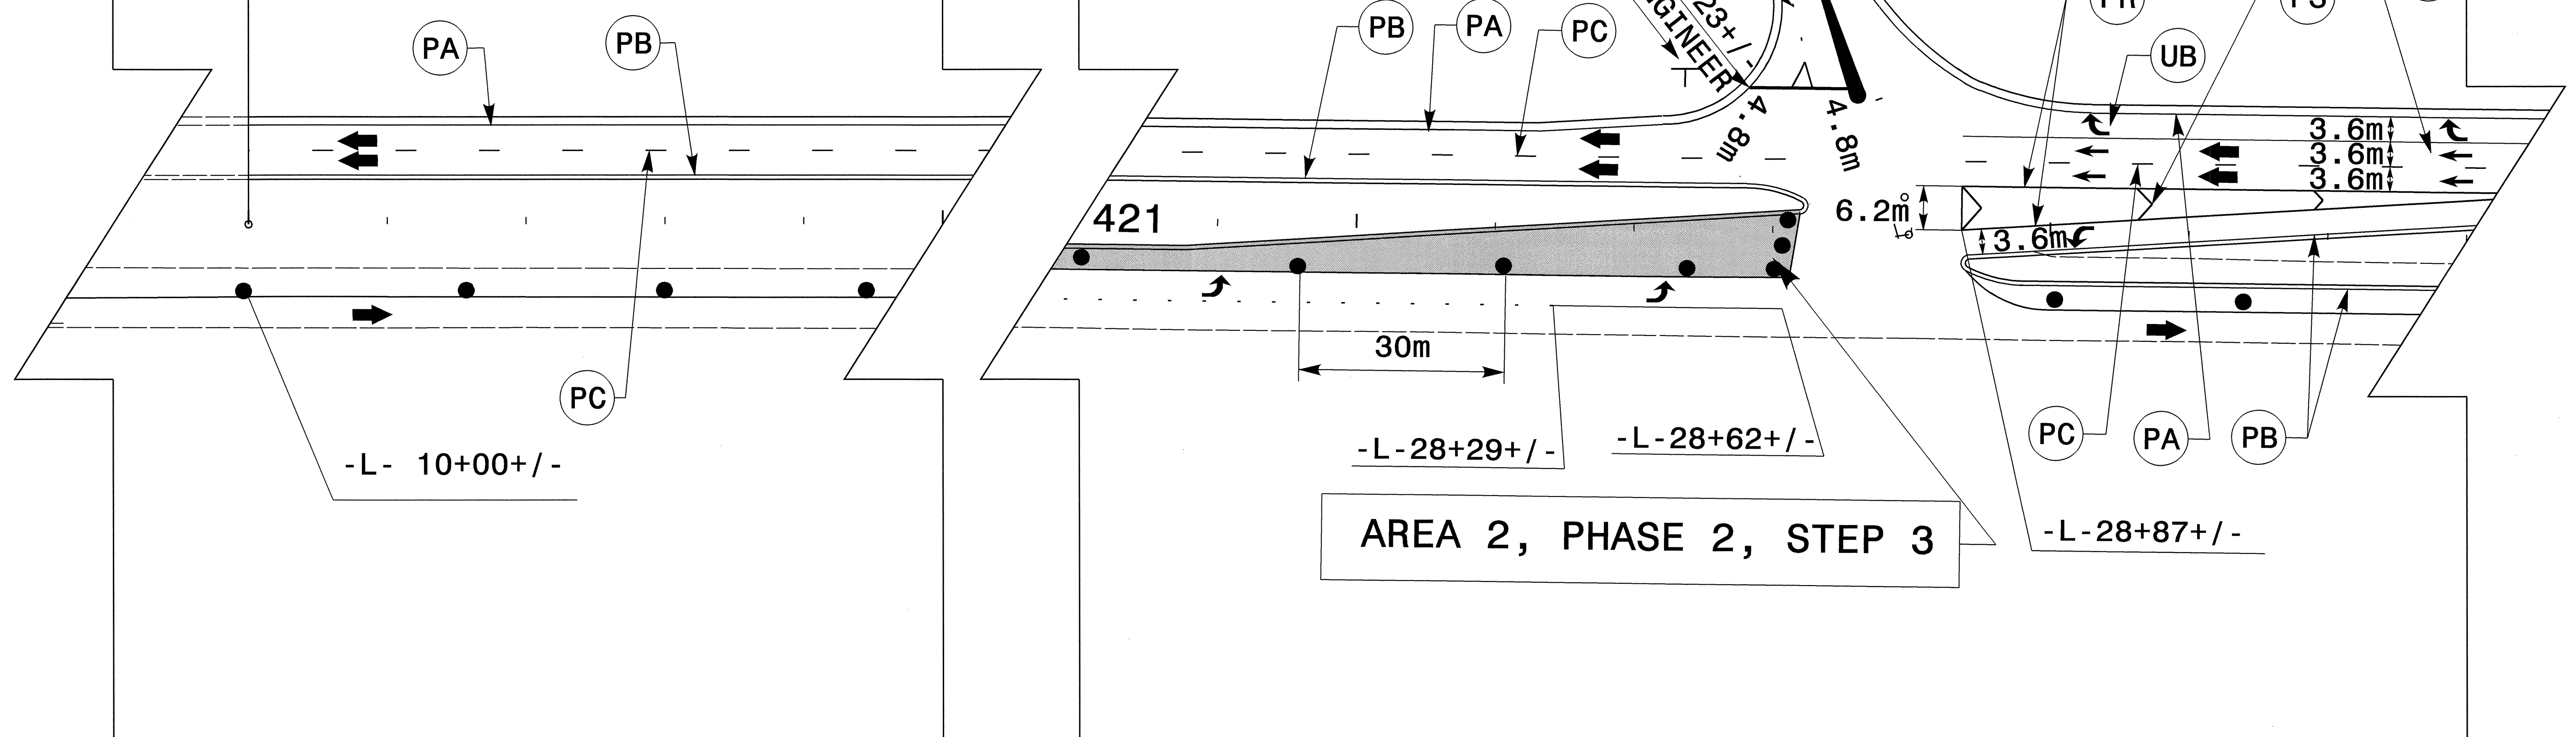 PA
PB
PC
-L- 10+00+/-
PB
PA
PC
23+/-
4.8m
4.8m
421
30m
-L-28+29+/-
-L-28+62+/-
AREA 2, PHASE 2, STEP 3
UB
3.6m
3.6m
3.6m
6.2m
3.6m
PC
PA
PB
-L-28+87+/-